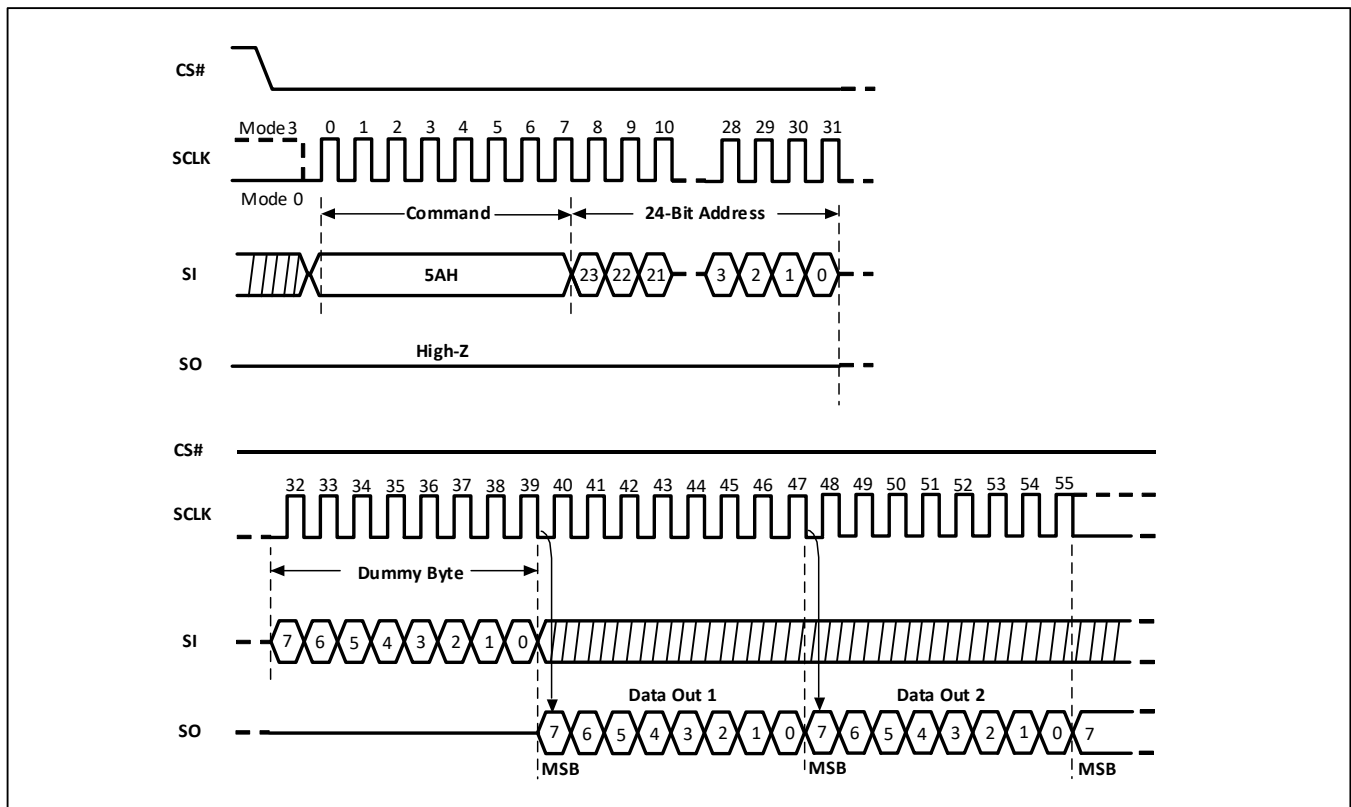 CS#
Mode 3 0 1 2 3 4 5 6 7 8 9 10 28 29 30 31
SCLK
Mode 0
Command 24-Bit Address
SI 5AH 23 22 21 3 2 1 0
High-Z
SO
CS#
32 33 34 35 36 37 38 39 40 41 42 43 44 45 46 47 48 49 50 51 52 53 54 55
SCLK
Dummy Byte
SI 7 6 5 4 3 2 1 0
Data Out 1 Data Out 2
SO 7 6 5 4 3 2 1 0 7 6 5 4 3 2 1 0 7
MSB MSB MSB